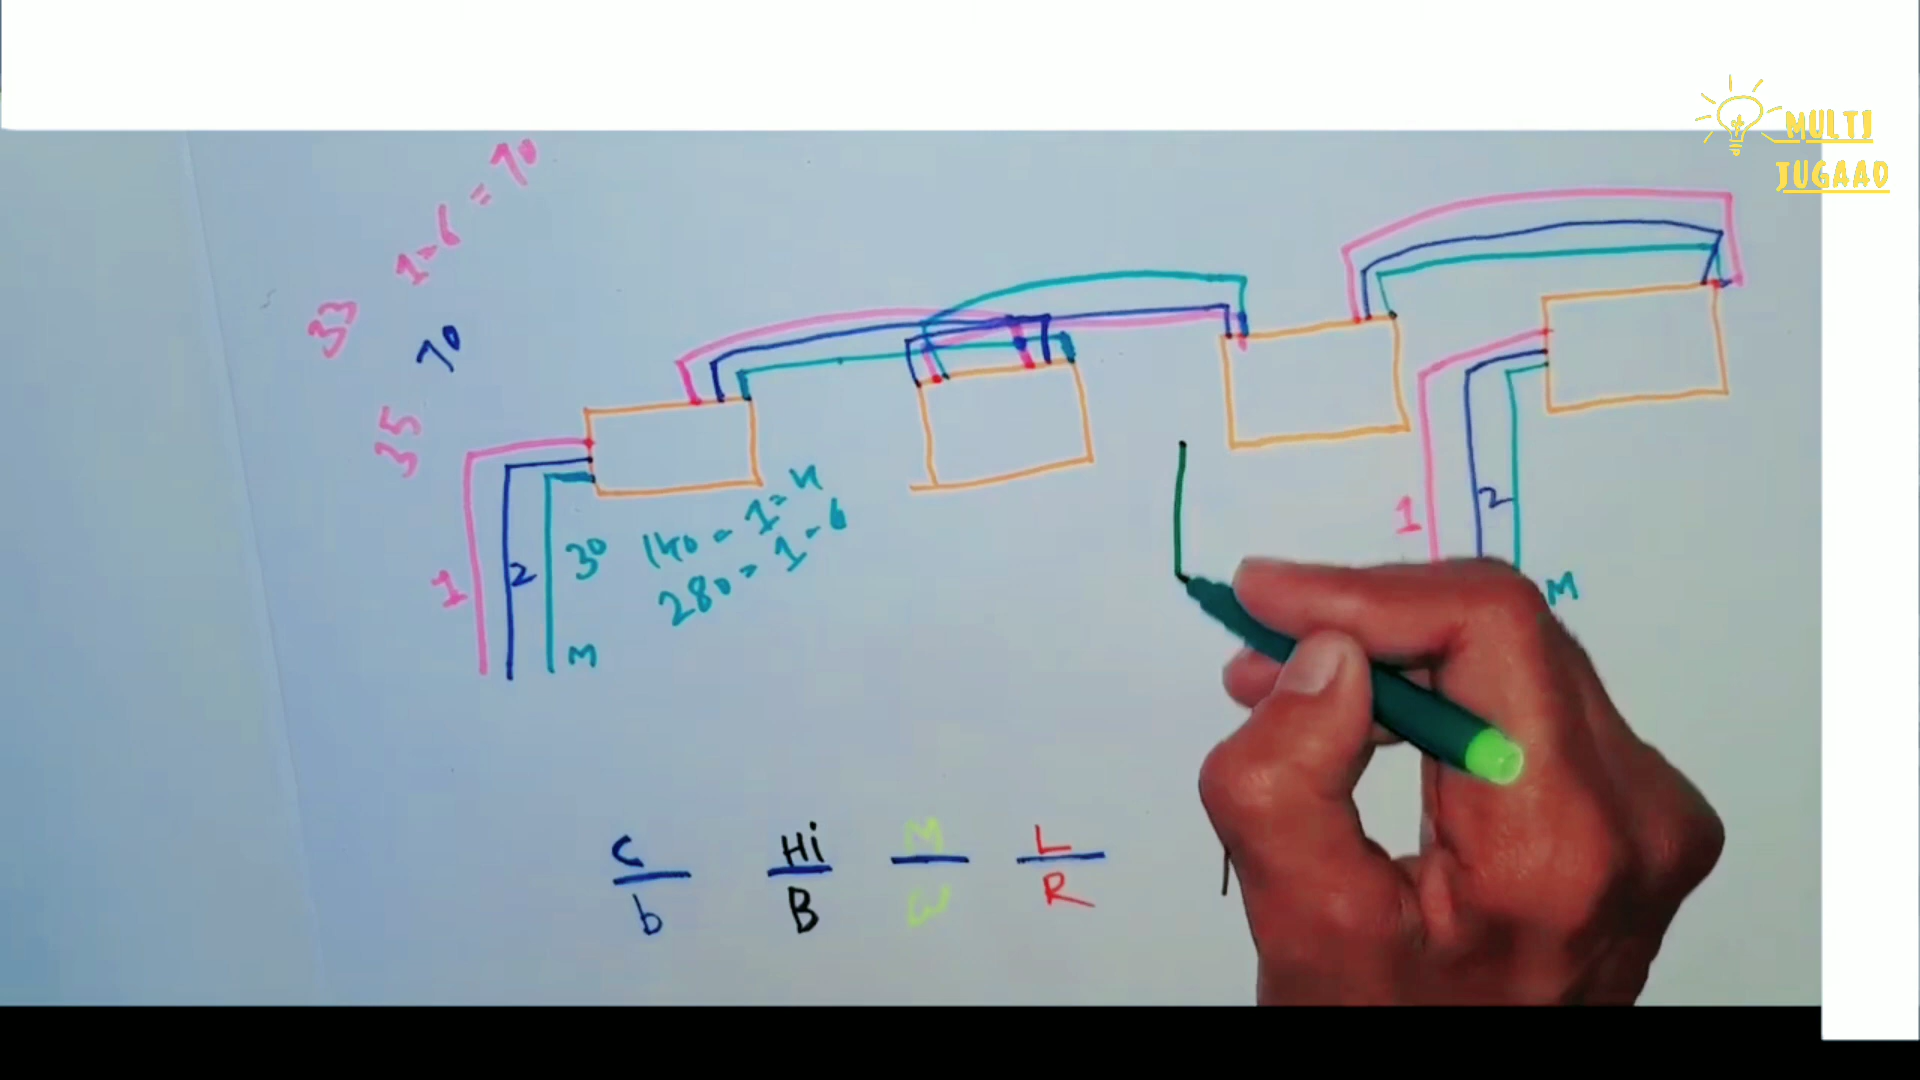 MULTI
JUGAAD
1-6 = 70
33
70
35
1
2
30
M
140 - 1=4
280 = 1-6
1
2
M
C
b
Hi
B
M
W
L
R